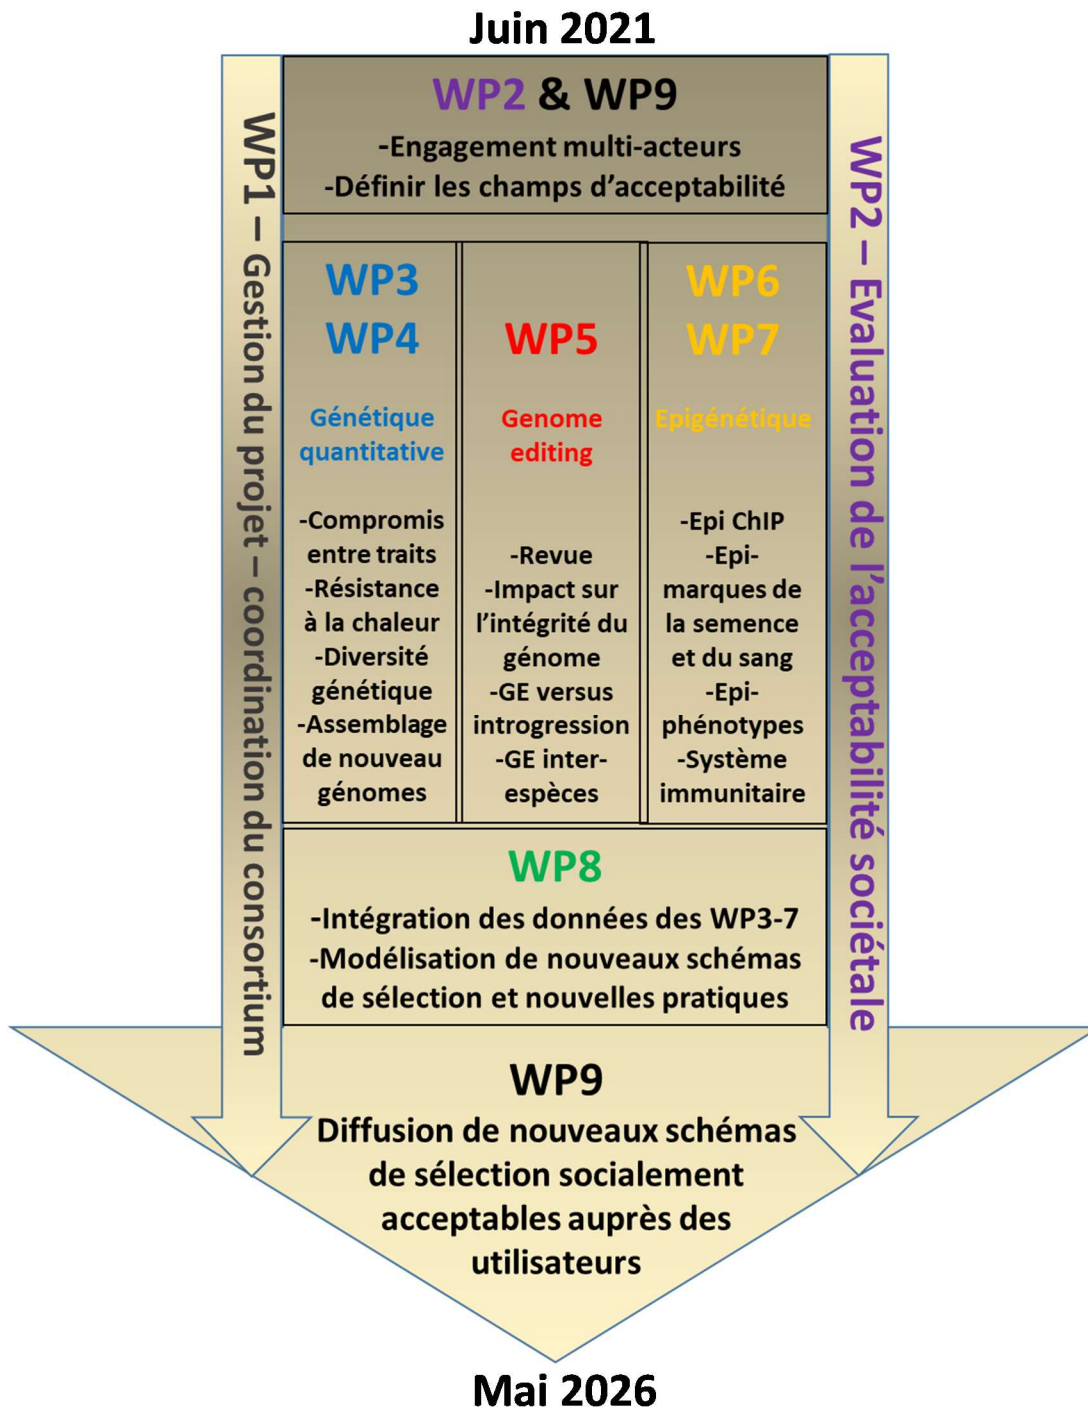 Juin 2021
WP1 – Gestion du projet – coordination du consortium
WP2 & WP9
-Engagement multi-acteurs
-Définir les champs d’acceptabilité
WP3
WP4
Génétique
quantitative
-Compromis
entre traits
-Résistance
à la chaleur
-Diversité
génétique
-Assemblage
de nouveau
génomes
WP5
Genome
editing
-Revue
-Impact sur
l’intégrité du
génome
-GE versus
introgression
-GE inter-
espèces
WP6
WP7
Epigénétique
-Epi ChIP
-Epi-
marques de
la semence
et du sang
-Epi-
phénotypes
-Système
immunitaire
WP2 – Evaluation de l’acceptabilité sociétale
WP8
-Intégration des données des WP3-7
-Modélisation de nouveaux schémas
de sélection et nouvelles pratiques
WP9
Diffusion de nouveaux schémas
de sélection socialement
acceptables auprès des
utilisateurs
Mai 2026